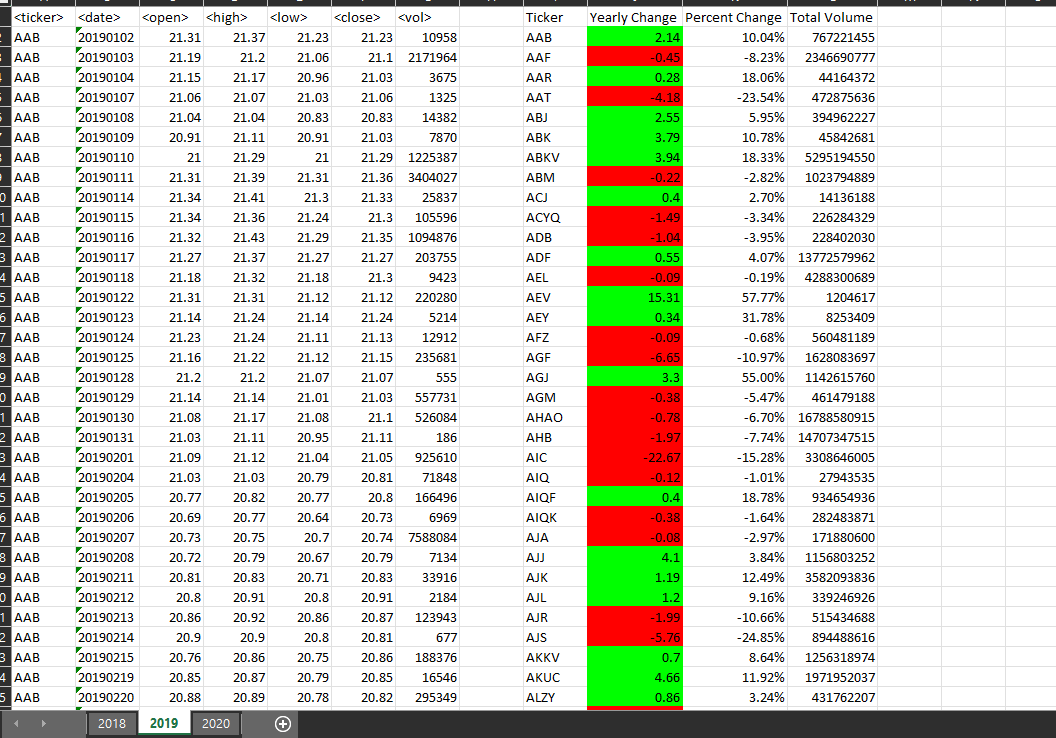 <ticker> <date> <open> <high> <low> <close> <vol> Ticker Yearly Change Percent Change Total Volume
AAB 20190102 21.31 21.37 21.23 21.23 10958 AAB 2.14 10.04% 767221455
AAB 20190103 21.19 21.2 21.06 21.1 2171964 AAF -0.45 -8.23% 2346690777
AAB 20190104 21.15 21.17 20.96 21.03 3675 AAR 0.28 18.06% 44164372
AAB 20190107 21.06 21.07 21.03 21.06 1325 AAT -4.18 -23.54% 472875636
AAB 20190108 21.04 21.04 20.83 20.83 14382 ABJ 2.55 5.95% 394962227
AAB 20190109 20.91 21.11 20.91 21.03 7870 ABK 3.79 10.78% 45842681
AAB 20190110 21 21.29 21 21.29 1225387 ABKV 3.94 18.33% 5295194550
AAB 20190111 21.31 21.39 21.31 21.36 3404027 ABM -0.22 -2.82% 1023794889
AAB 20190114 21.34 21.41 21.3 21.33 25837 ACJ 0.4 2.70% 14136188
AAB 20190115 21.34 21.36 21.24 21.3 105596 ACYQ -1.49 -3.34% 226284329
AAB 20190116 21.32 21.43 21.29 21.35 1094876 ADB -1.04 -3.95% 228402030
AAB 20190117 21.27 21.37 21.27 21.27 203755 ADF 0.55 4.07% 13772579962
AAB 20190118 21.18 21.32 21.18 21.3 9423 AEL -0.09 -0.19% 4288300689
AAB 20190122 21.31 21.31 21.12 21.12 220280 AEV 15.31 57.77% 1204617
AAB 20190123 21.14 21.24 21.14 21.24 5214 AEY 0.34 31.78% 8253409
AAB 20190124 21.23 21.24 21.11 21.13 12912 AFZ -0.09 -0.68% 560481189
AAB 20190125 21.16 21.22 21.12 21.15 235681 AGF -6.65 -10.97% 1628083697
AAB 20190128 21.2 21.2 21.07 21.07 555 AGJ 3.3 55.00% 1142615760
AAB 20190129 21.14 21.14 21.01 21.03 557731 AGM -0.38 -5.47% 461479188
AAB 20190130 21.08 21.17 21.08 21.1 526084 AHAO -0.78 -6.70% 16788580915
AAB 20190131 21.03 21.11 20.95 21.11 186 AHB -1.97 -7.74% 14707347515
AAB 20190201 21.09 21.12 21.04 21.05 925610 AIC -22.67 -15.28% 3308646005
AAB 20190204 21.03 21.03 20.79 20.81 71848 AIQ -0.12 -1.01% 27943535
AAB 20190205 20.77 20.82 20.77 20.8 166496 AIQF 0.4 18.78% 934654936
AAB 20190206 20.69 20.77 20.64 20.73 6969 AIQK -0.38 -1.64% 282483871
AAB 20190207 20.73 20.75 20.7 20.74 7588084 AJA -0.08 -2.97% 171880600
AAB 20190208 20.72 20.79 20.67 20.79 7134 AJJ 4.1 3.84% 1156803252
AAB 20190211 20.81 20.83 20.71 20.83 33916 AJK 1.19 12.49% 3582093836
AAB 20190212 20.8 20.91 20.8 20.91 2184 AJL 1.2 9.16% 339246926
AAB 20190213 20.86 20.92 20.86 20.87 123943 AJR -1.99 -10.66% 515434688
AAB 20190214 20.9 20.9 20.8 20.81 677 AJS -5.76 -24.85% 894488616
AAB 20190215 20.76 20.86 20.75 20.86 188376 AKKV 0.7 8.64% 1256318974
AAB 20190219 20.85 20.87 20.79 20.85 16546 AKUC 4.66 11.92% 1971952037
AAB 20190220 20.88 20.89 20.78 20.82 295349 ALZY 0.86 3.24% 431762207
2018 2019 2020